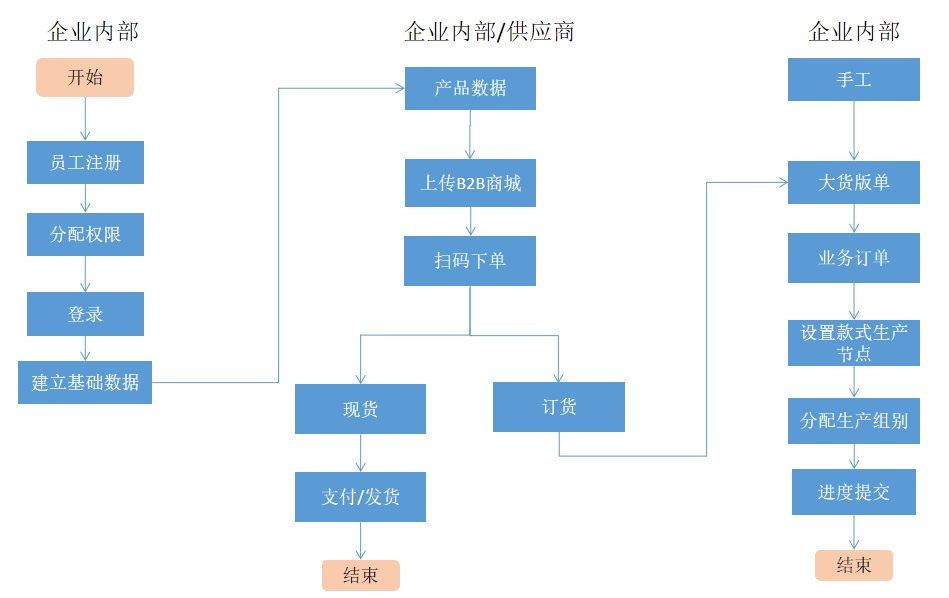 企业内部
开始
员工注册
分配权限
登录
建立基础数据
企业内部/供应商
产品数据
上传B2B商城
扫码下单
现货
订货
支付/发货
结束
企业内部
手工
大货版单
业务订单
设置款式生产
节点
分配生产组别
进度提交
结束